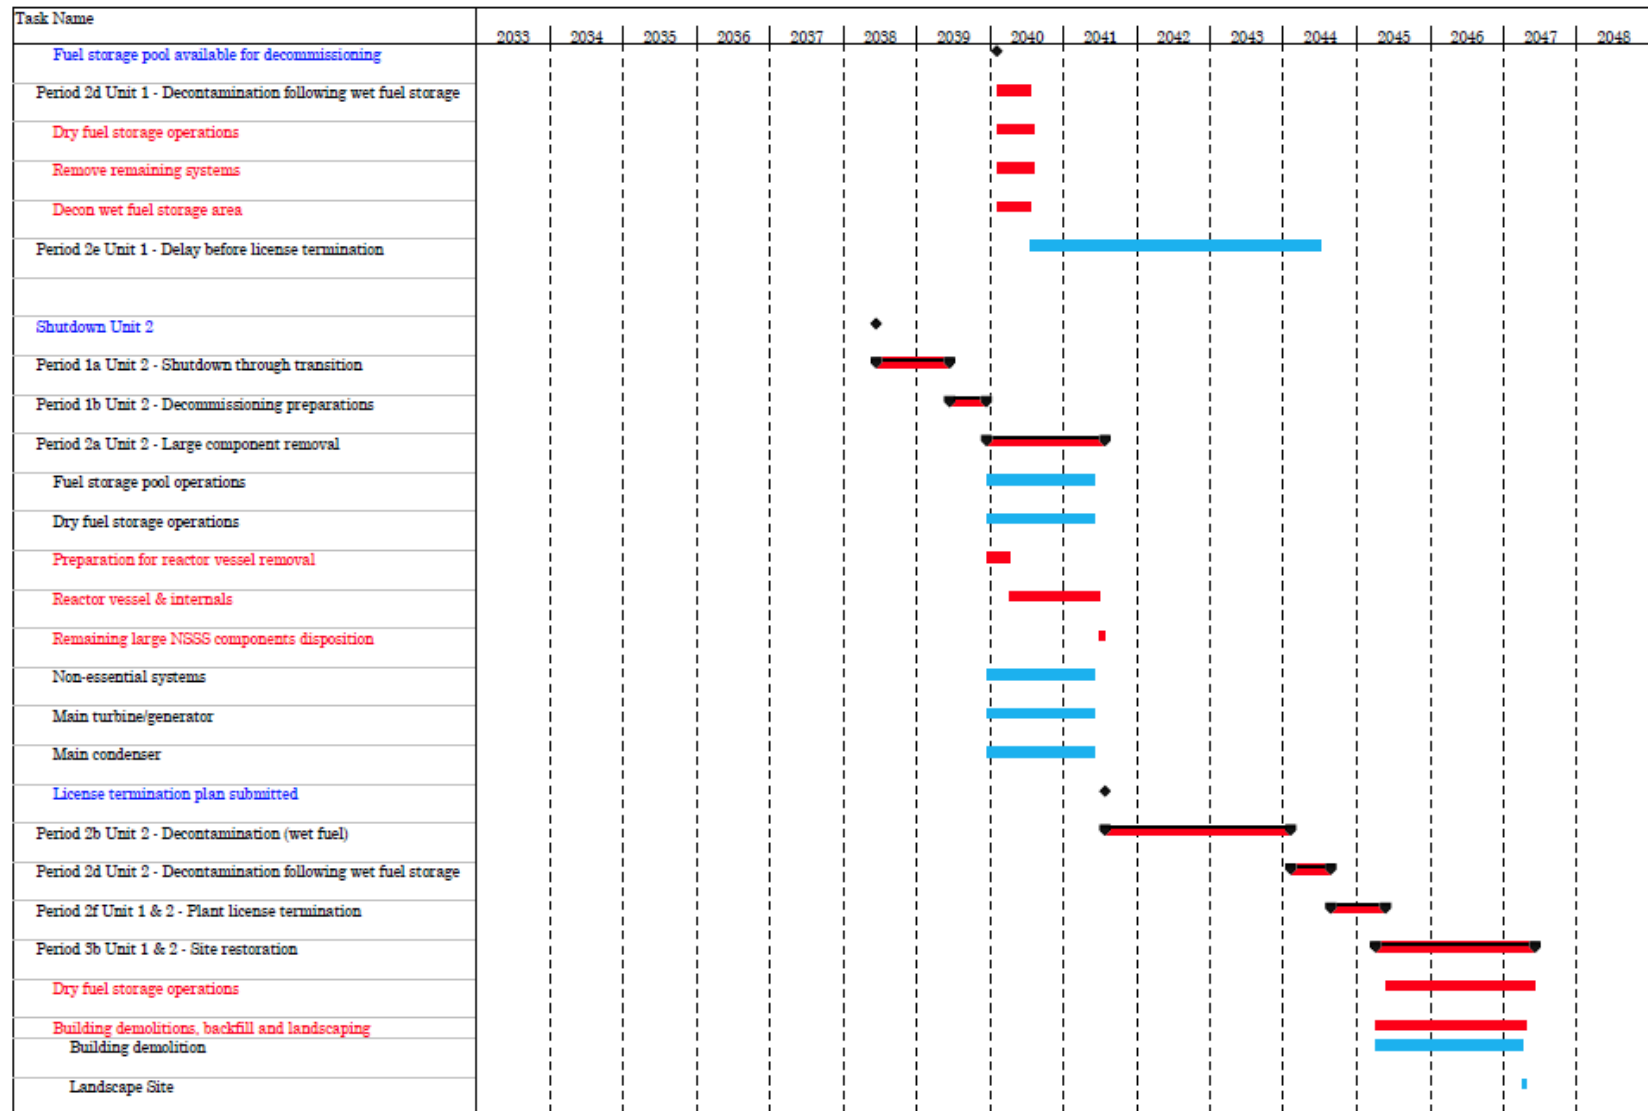 Task Name
2033 2034 2035 2036 2037 2038 2039 2040 2041 2042 2043 2044 2045 2046 2047 2048
Fuel storage pool available for decommissioning
Period 2d Unit 1 - Decontamination following wet fuel storage
Dry fuel storage operations
Remove remaining systems
Decon wet fuel storage area
Period 2e Unit 1 - Delay before license termination
Shutdown Unit 2
Period 1a Unit 2 - Shutdown through transition
Period 1b Unit 2 - Decommissioning preparations
Period 2a Unit 2 - Large component removal
Fuel storage pool operations
Dry fuel storage operations
Preparation for reactor vessel removal
Reactor vessel & internals
Remaining large NSSS components disposition
Non-essential systems
Main turbine/generator
Main condenser
License termination plan submitted
Period 2b Unit 2 - Decontamination (wet fuel)
Period 2d Unit 2 - Decontamination following wet fuel storage
Period 2f Unit 1 & 2 - Plant license termination
Period 3b Unit 1 & 2 - Site restoration
Dry fuel storage operations
Building demolitions, backfill and landscaping
Building demolition
Landscape Site